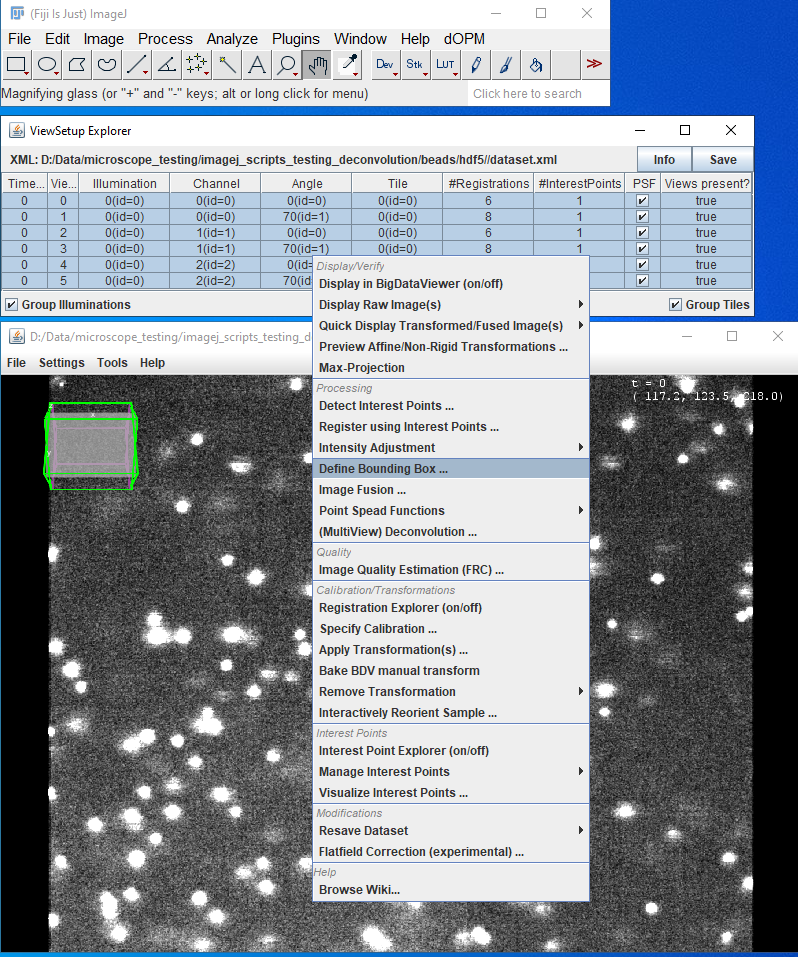 (Fiji Is Just) ImageJ
File Edit Image Process Analyze Plugins Window Help dOPM
Dev Stk LUT >>
Magnifying glass (or "+" and "-" keys; alt or long click for menu) Click here to search
ViewSetup Explorer
XML: D:/Data/microscope_testing/imagej_scripts_testing_deconvolution/beads/hdf5//dataset.xml Info Save
Time... Vie... Illumination Channel Angle Tile #Registrations #InterestPoints PSF Views present?
0 0 0(id=0) 0(id=0) 0(id=0) 0(id=0) 6 1 true
0 1 0(id=0) 0(id=0) 70(id=1) 0(id=0) 8 1 true
0 2 0(id=0) 1(id=1) 0(id=0) 0(id=0) 6 1 true
0 3 0(id=0) 1(id=1) 70(id=1) 0(id=0) 8 1 true
0 4 0(id=0) 2(id=2) 0(id= true
0 5 0(id=0) 2(id=2) 70(id true
Group Illuminations Group Tiles
D:/Data/microscope_testing/imagej_scripts_testing_d
File Settings Tools Help
t = 0
( 117.2, 123.5, 218.0)
Display/Verify
Display in BigDataViewer (on/off)
Display Raw Image(s)
Quick Display Transformed/Fused Image(s)
Preview Affine/Non-Rigid Transformations ...
Max-Projection
Processing
Detect Interest Points ...
Register using Interest Points ...
Intensity Adjustment
Define Bounding Box ...
Image Fusion ...
Point Spead Functions
(MultiView) Deconvolution ...
Quality
Image Quality Estimation (FRC) ...
Calibration/Transformations
Registration Explorer (on/off)
Specify Calibration ...
Apply Transformation(s) ...
Bake BDV manual transform
Remove Transformation
Interactively Reorient Sample ...
Interest Points
Interest Point Explorer (on/off)
Manage Interest Points
Visualize Interest Points ...
Modifications
Resave Dataset
Flatfield Correction (experimental) ...
Help
Browse Wiki...